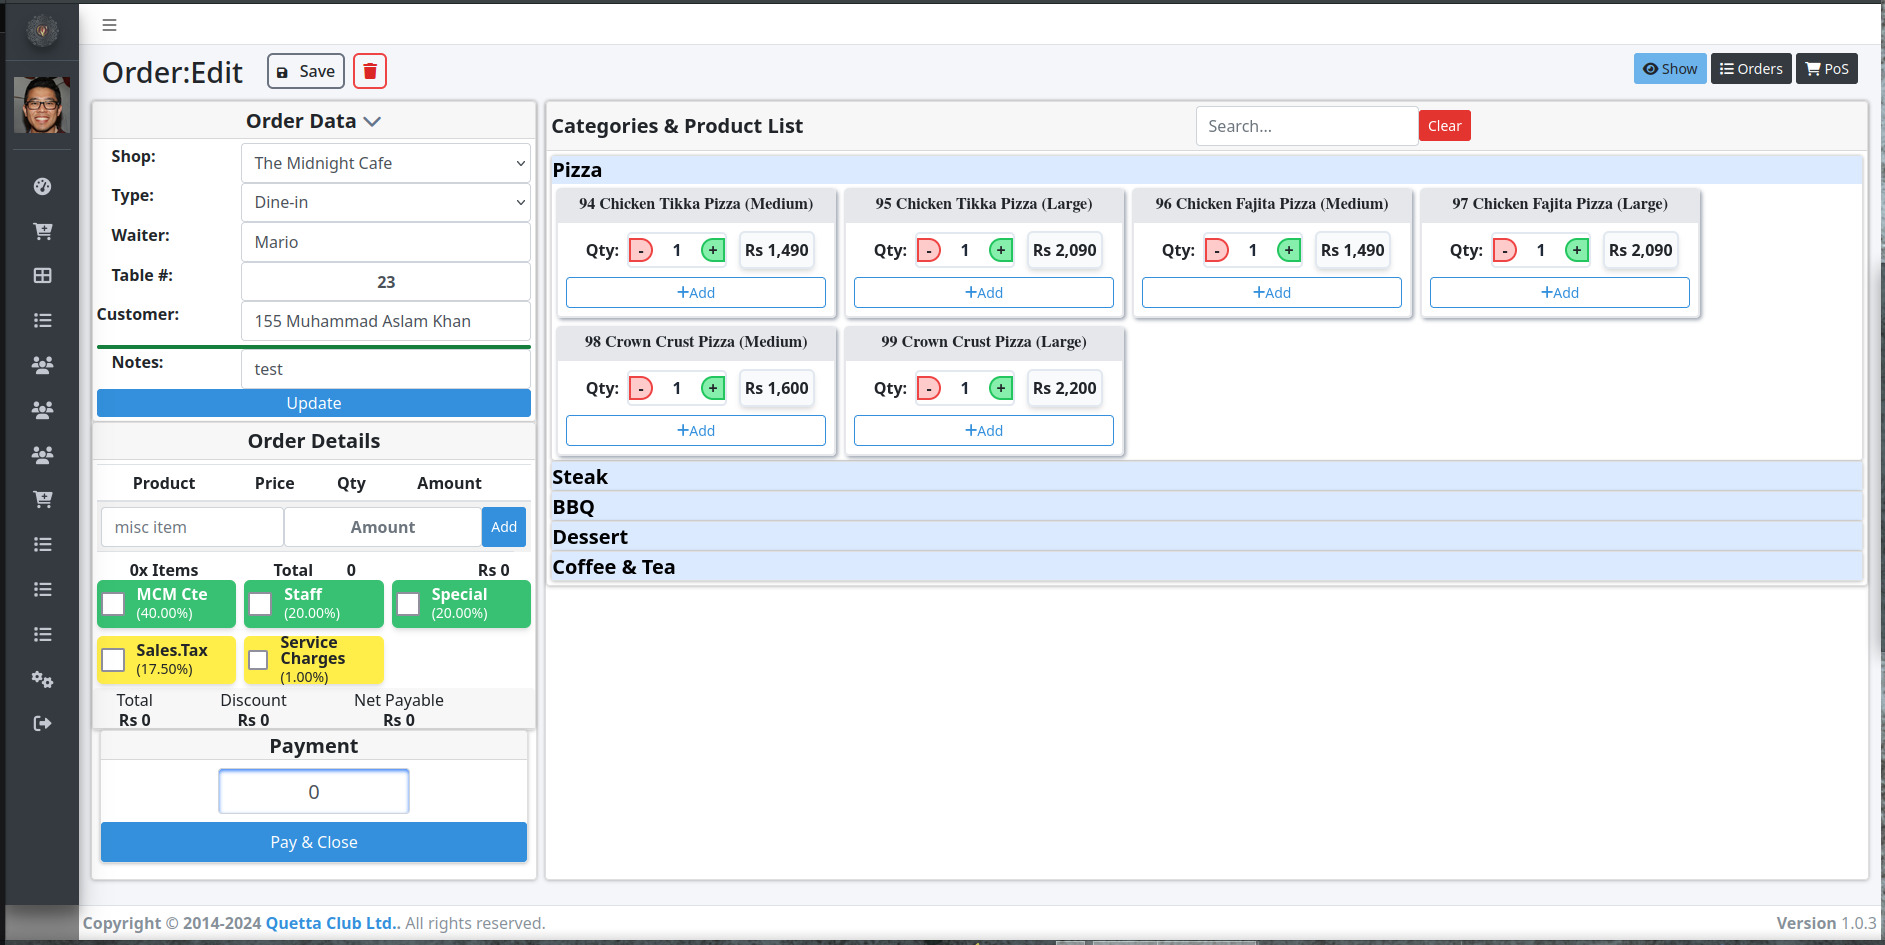 Order:Edit
Save
Show
Orders
PoS
Order Data
Shop:
The Midnight Cafe
Type:
Dine-in
Waiter:
Mario
Table #:
23
Customer:
155 Muhammad Aslam Khan
Notes:
test
Update
Order Details
Product Price Qty Amount
misc item Amount Add
0x Items Total 0 Rs 0
MCM Cte
(40.00%)
Staff
(20.00%)
Special
(20.00%)
Sales.Tax
(17.50%)
Service
Charges
(1.00%)
Total Discount Net Payable
Rs 0 Rs 0 Rs 0
Payment
0
Pay & Close
Categories & Product List
Search...
Clear
Pizza
94 Chicken Tikka Pizza (Medium)
Qty: - 1 + Rs 1,490
+Add
95 Chicken Tikka Pizza (Large)
Qty: - 1 + Rs 2,090
+Add
96 Chicken Fajita Pizza (Medium)
Qty: - 1 + Rs 1,490
+Add
97 Chicken Fajita Pizza (Large)
Qty: - 1 + Rs 2,090
+Add
98 Crown Crust Pizza (Medium)
Qty: - 1 + Rs 1,600
+Add
99 Crown Crust Pizza (Large)
Qty: - 1 + Rs 2,200
+Add
Steak
BBQ
Dessert
Coffee & Tea
Copyright © 2014-2024 Quetta Club Ltd.. All rights reserved.
Version 1.0.3